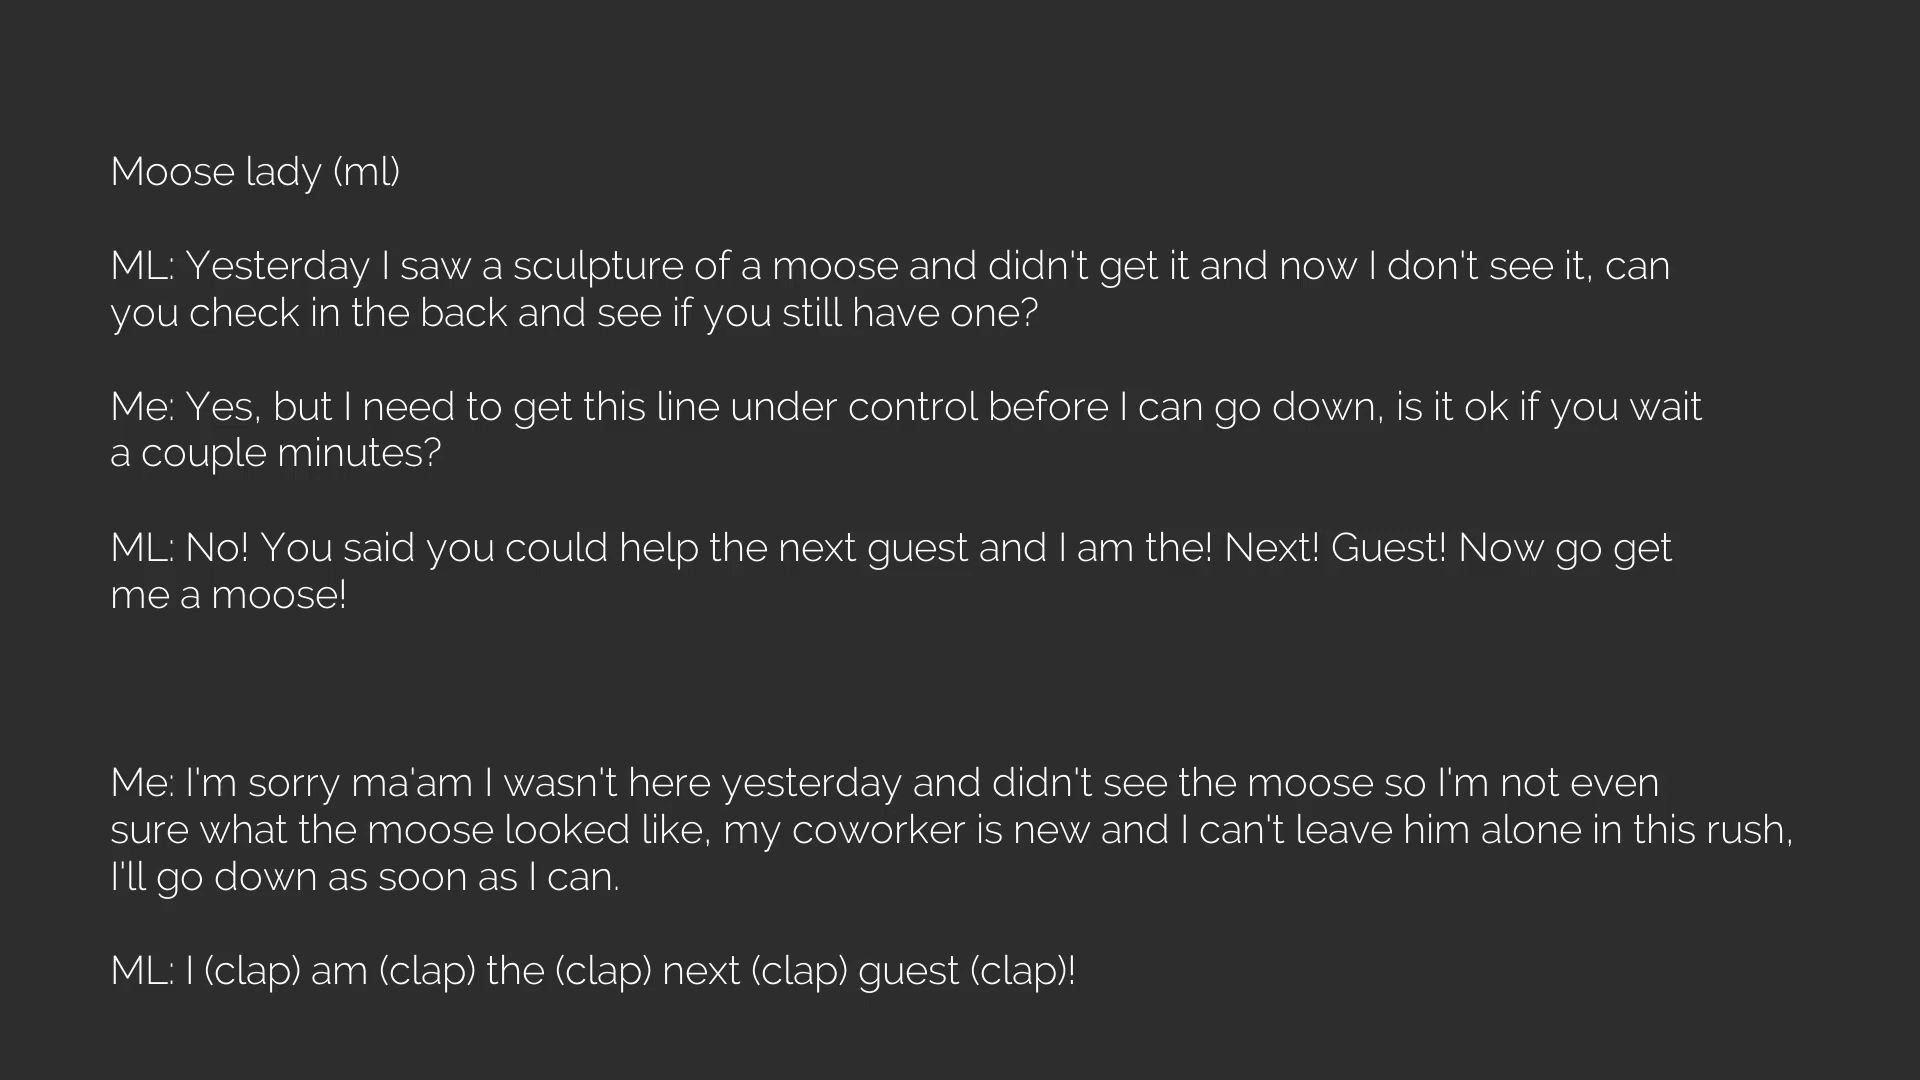 Moose lady (ml)
ML: Yesterday I saw a sculpture of a moose and didn't get it and now I don't see it, can
you check in the back and see if you still have one?
Me: Yes, but I need to get this line under control before I can go down, is it ok if you wait
a couple minutes?
ML: No! You said you could help the next guest and I am the! Next! Guest! Now go get
me a moose!
Me: I'm sorry ma'am I wasn't here yesterday and didn't see the moose so I'm not even
sure what the moose looked like, my coworker is new and I can't leave him alone in this rush,
I'll go down as soon as I can.
ML: I (clap) am (clap) the (clap) next (clap) guest (clap)!